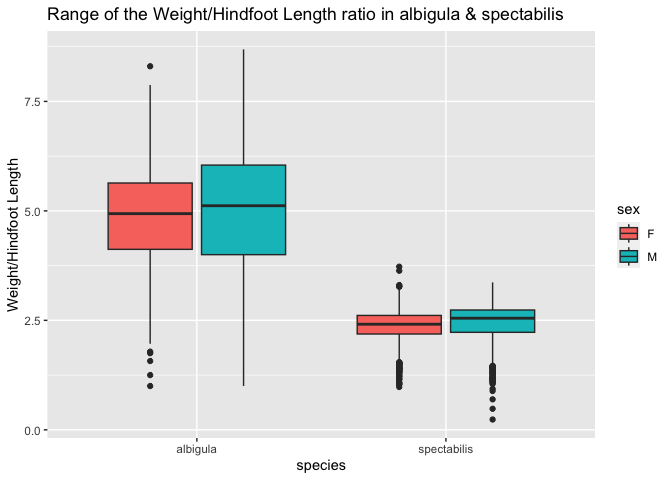 Range of the Weight/Hindfoot Length ratio in albigula & spectabilis
Weight/Hindfoot Length
7.5
5.0
2.5
0.0
albigula
spectabilis
species
sex
F
M